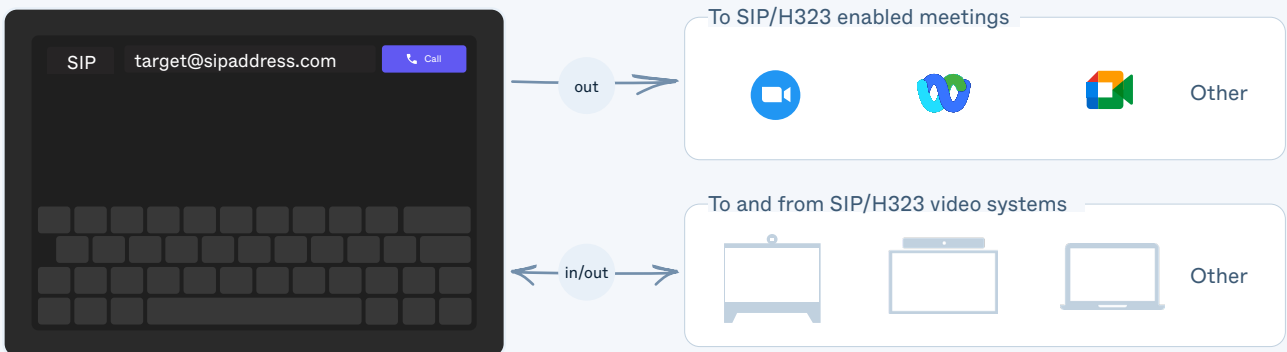 SIP
target@sipaddress.com
Call
out
To SIP/H323 enabled meetings
Other
in/out
To and from SIP/H323 video systems
Other